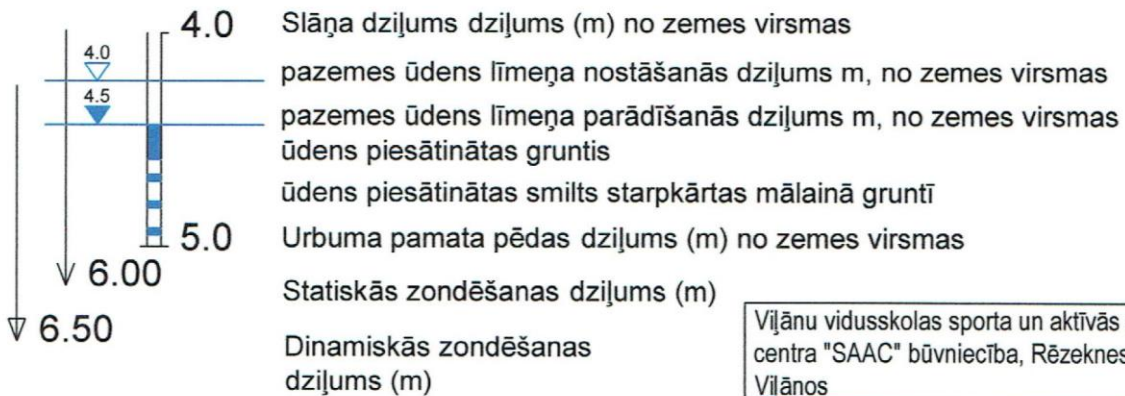 4.0 Slāņa dziļums dziļums (m) no zemes virsmas
4.0 pazemes ūdens līmeņa nostāšanās dziļums m, no zemes virsmas
4.5 pazemes ūdens līmeņa parādīšanās dziļums m, no zemes virsmas
ūdens piesātinātas gruntis
ūdens piesātinātas smilts starpkārtas mālainā gruntī
5.0 Urbuma pamata pēdas dziļums (m) no zemes virsmas
6.00 Statiskās zondēšanas dziļums (m)
6.50 Dinamiskās zondēšanas
dziļums (m)
Viļānu vidusskolas sporta un aktīvās
centra "SAAC" būvniecība, Rēzeknes
Viļānos